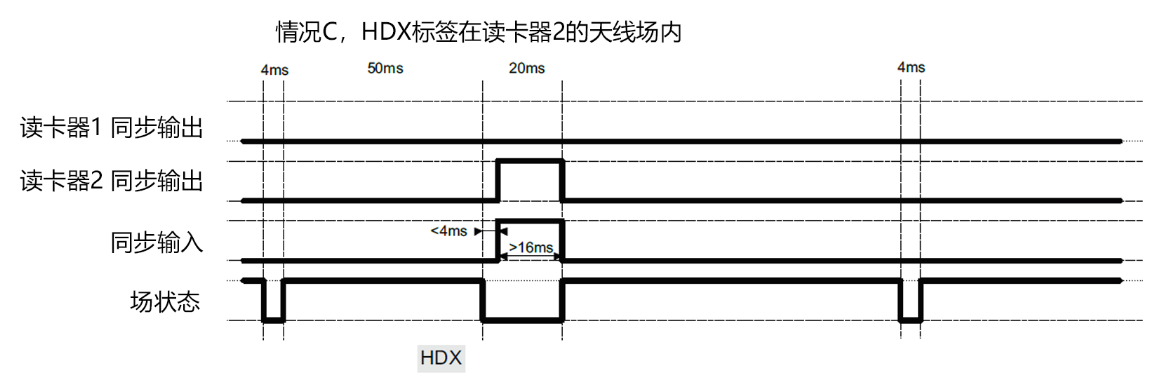 情况C，HDX标签在读卡器2的天线场内
4ms 50ms 20ms 4ms
读卡器1 同步输出
读卡器2 同步输出
<4ms
同步输入
>16ms
场状态
HDX